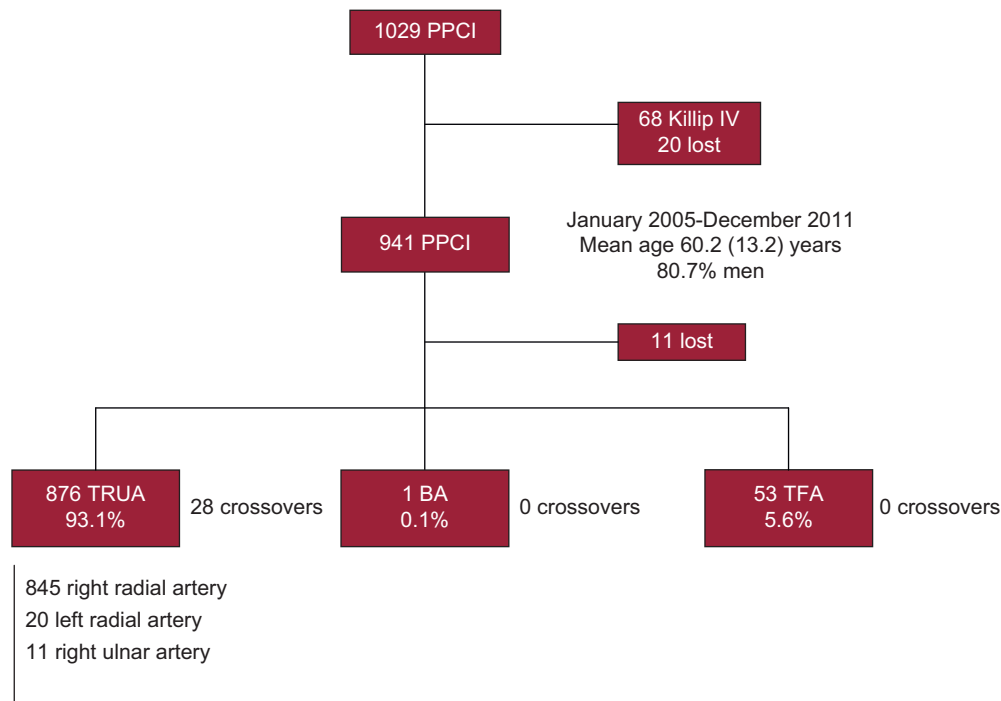 1029 PPCI
68 Killip IV
20 lost
941 PPCI
January 2005-December 2011
Mean age 60.2 (13.2) years
80.7% men
11 lost
876 TRUA
93.1%
28 crossovers
1 BA
0.1%
0 crossovers
53 TFA
5.6%
0 crossovers
845 right radial artery
20 left radial artery
11 right ulnar artery